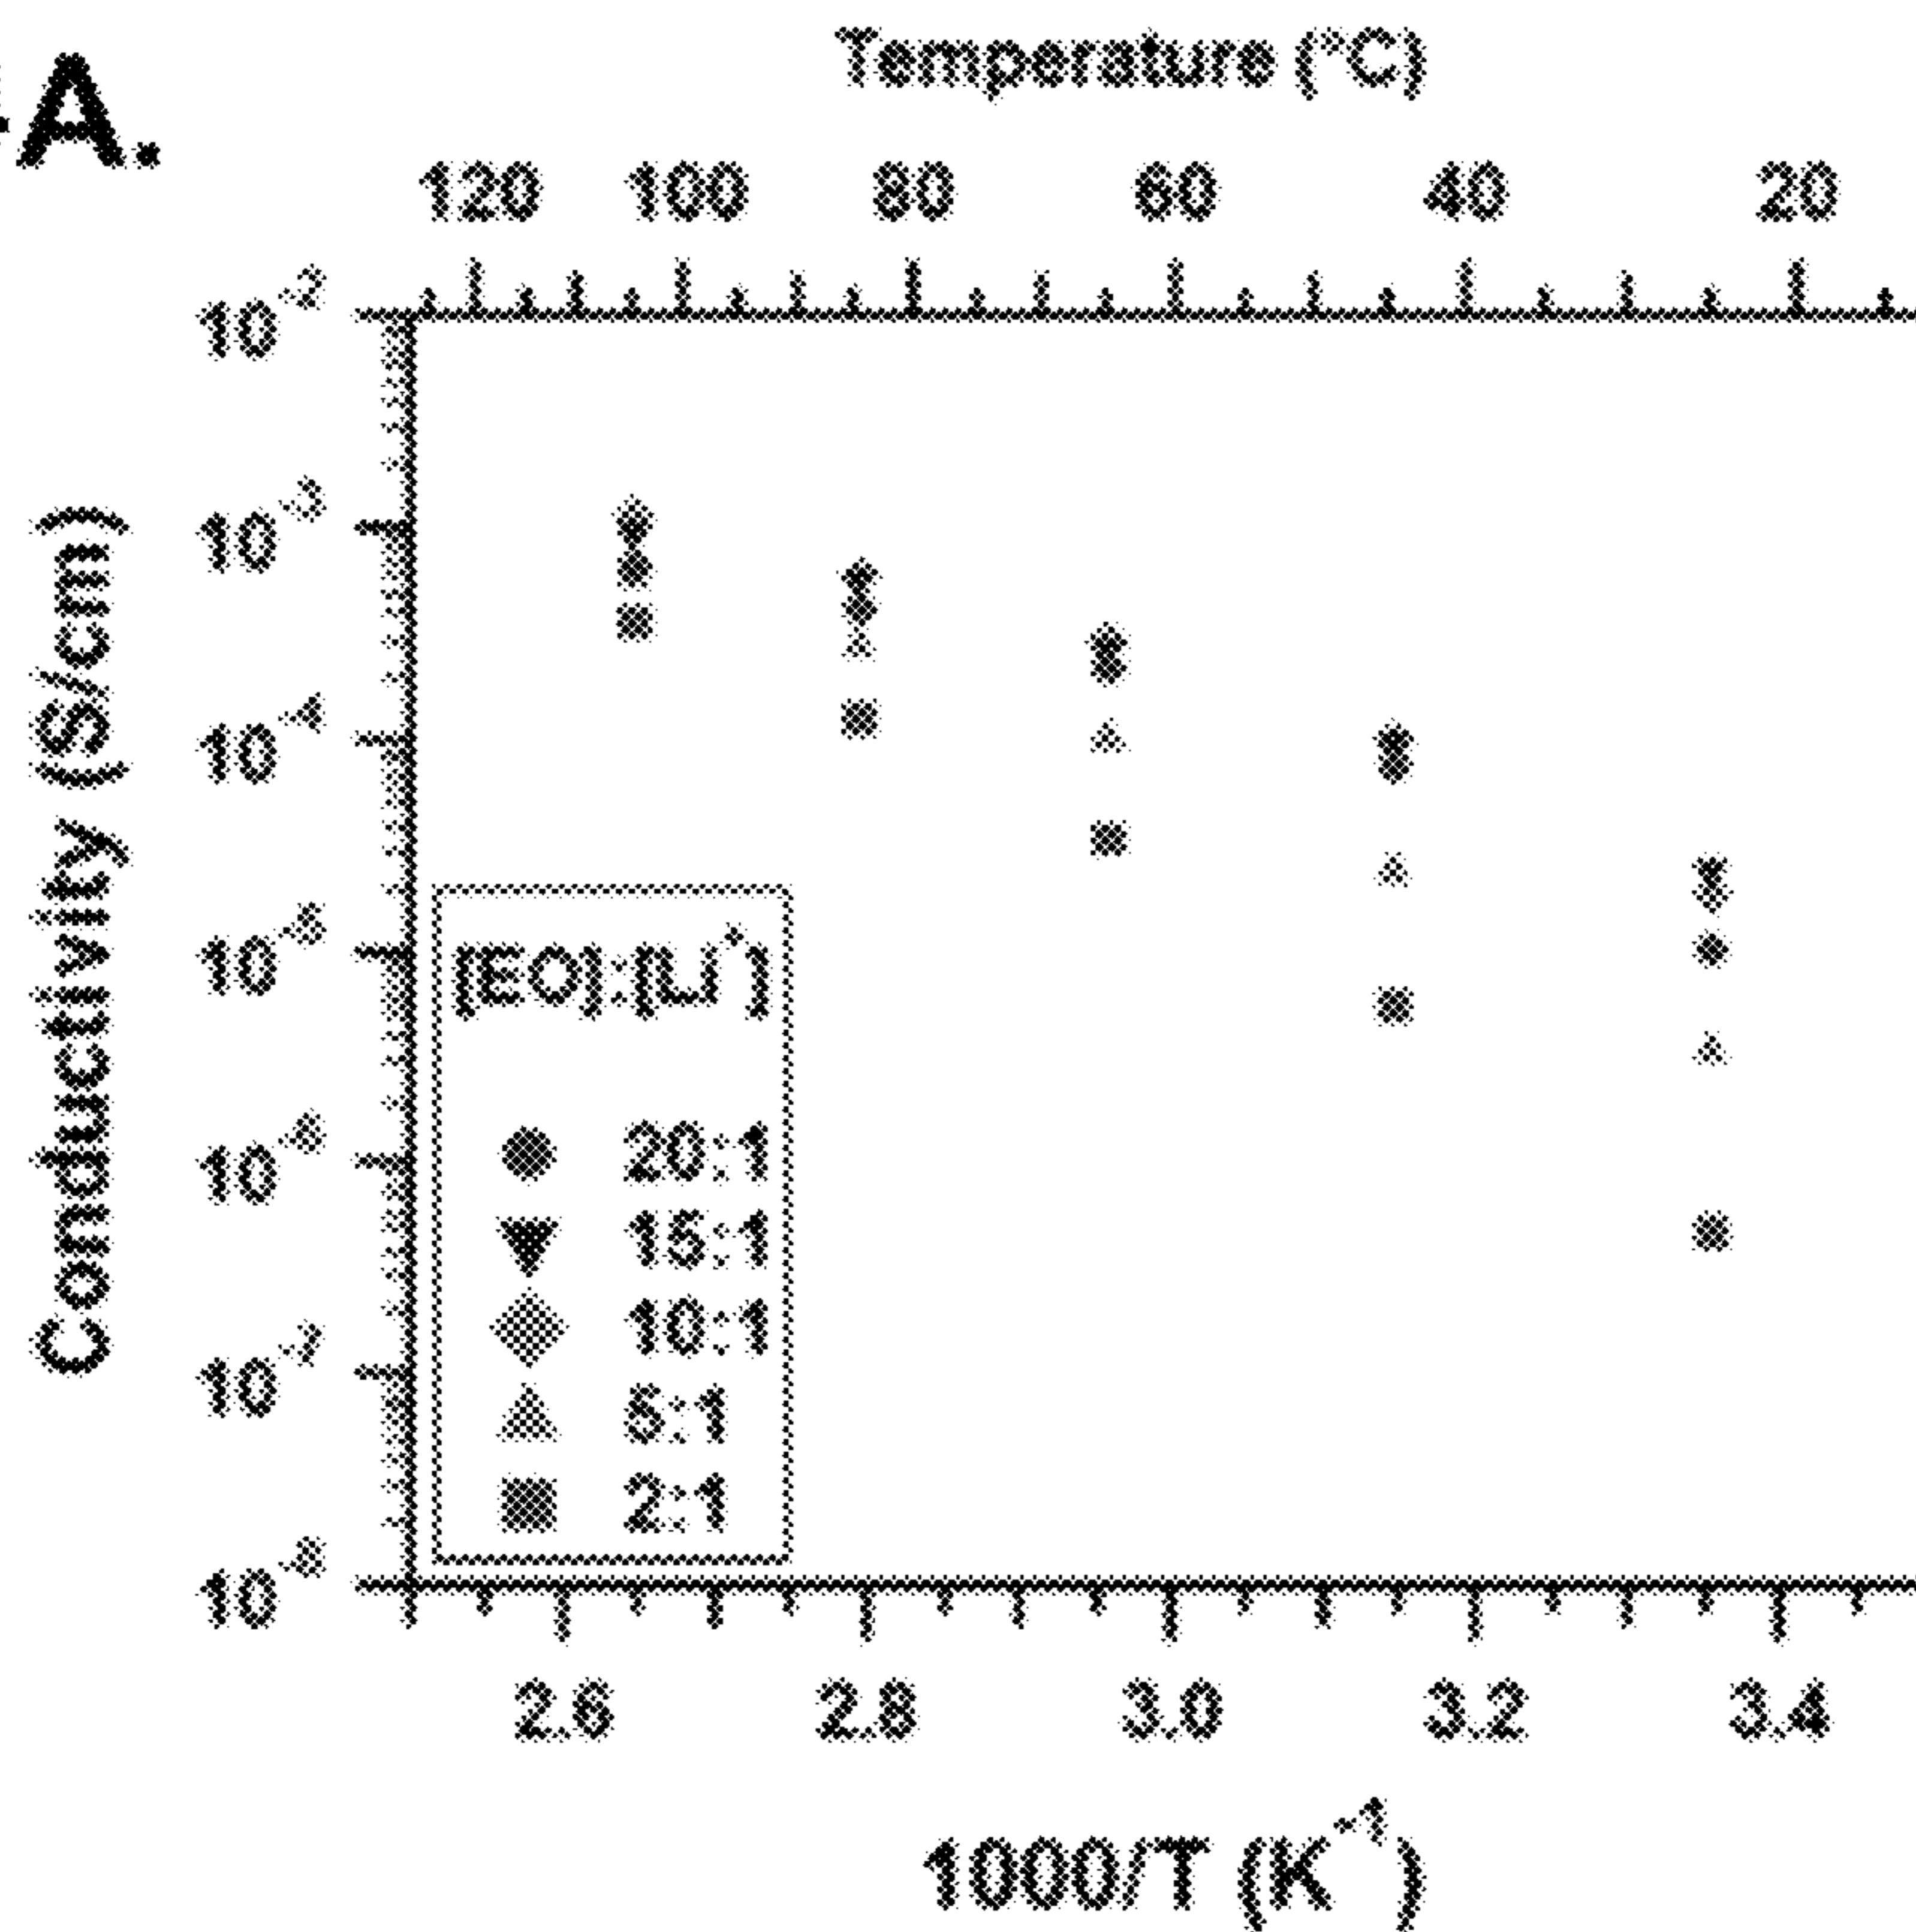 A.
Temperature (°C)
120 100 80 60 40 20
10⁻²
10⁻³
10⁻⁴
10⁻⁵
10⁻⁶
10⁻⁷
10⁻⁸
Conductivity (S/cm)
[EO]:[Li⁺]
20:1
15:1
10:1
5:1
2:1
2.6 2.8 3.0 3.2 3.4
1000/T (K⁻¹)